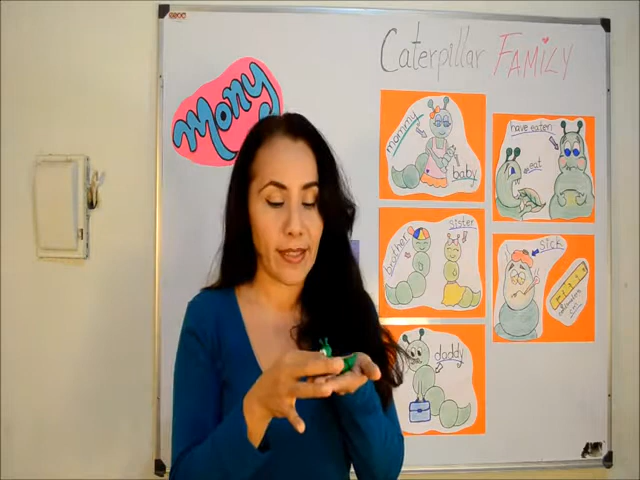 Caterpillar FAMILY
Mony
mommy
baby
have eaten
eat
brother
sister
sick
daddy